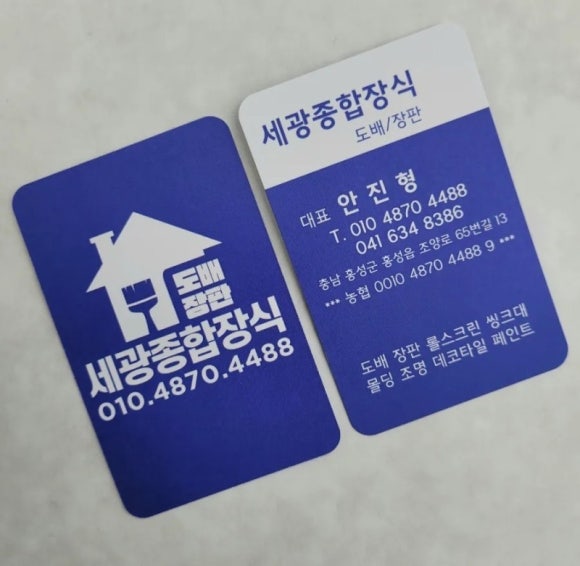 도배
장판
세광종합장식
010.4870.4488
세광종합장식
도배/장판
대표 안진형
T. 010 4870 4488
041 634 8386
충남 홍성군 홍성읍 조양로 65번길 13
*** 농협 0010 4870 4488 9 ***
도배 장판 롤스크린 씽크대
몰딩 조명 데코타일 페인트